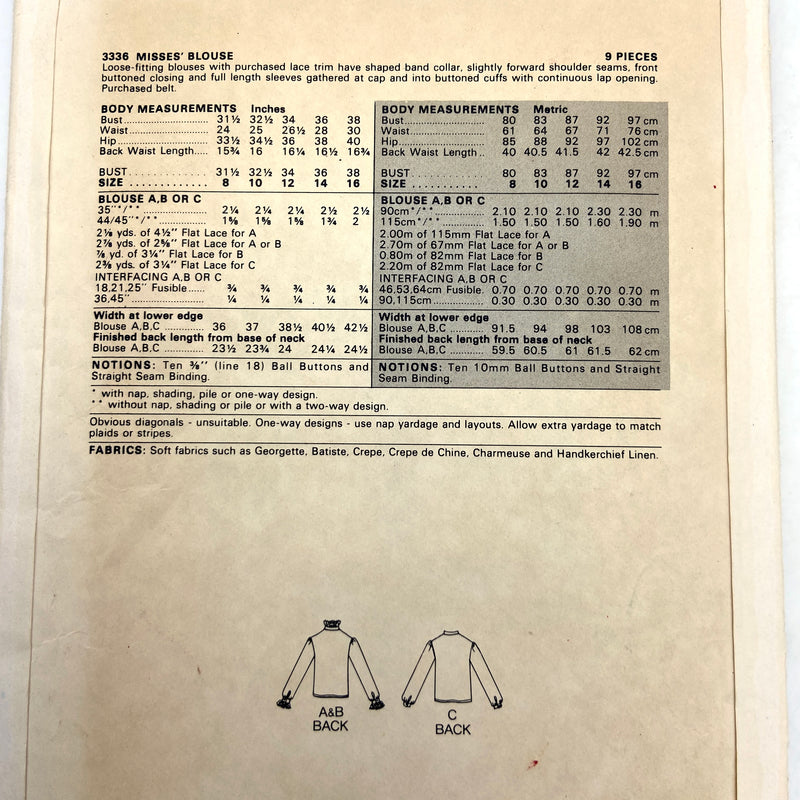 3336 MISSES' BLOUSE 9 PIECES
Loose-fitting blouses with purchased lace trim have shaped band collar, slightly forward shoulder seams, front
buttoned closing and full length sleeves gathered at cap and into buttoned cuffs with continuous lap opening.
Purchased belt.
BODY MEASUREMENTS Inches
Bust 31½ 32½ 34 36 38
Waist 24 25 26½ 28 30
Hip 33½ 34½ 36 38 40
Back Waist Length 15¾ 16 16¼ 16½ 16¾
BUST 31½ 32½ 34 36 38
SIZE 8 10 12 14 16
BLOUSE A,B OR C
35"*/** 2¼ 2¼ 2¼ 2½ 2½
44/45"*/** 1⅝ 1⅝ 1⅝ 1¾ 2
2⅛ yds. of 4½" Flat Lace for A
2⅞ yds. of 2⅝" Flat Lace for A or B
⅞ yd. of 3¼" Flat Lace for B
2⅜ yds. of 3¼" Flat Lace for C
INTERFACING A,B OR C
18,21,25" Fusible ¾ ¾ ¾ ¾ ¾
36,45" ¼ ¼ ¼ ¼ ¼
Width at lower edge
Blouse A,B,C 36 37 38½ 40½ 42½
Finished back length from base of neck
Blouse A,B,C 23½ 23¾ 24 24¼ 24½
NOTIONS: Ten ⅜" (line 18) Ball Buttons and
Straight Seam Binding.
BODY MEASUREMENTS Metric
Bust 80 83 87 92 97 cm
Waist 61 64 67 71 76 cm
Hip 85 88 92 97 102 cm
Back Waist Length 40 40.5 41.5 42 42.5 cm
BUST 80 83 87 92 97 cm
SIZE 8 10 12 14 16
BLOUSE A,B OR C
90cm*/** 2.10 2.10 2.10 2.30 2.30 m
115cm*/** 1.50 1.50 1.50 1.60 1.90 m
2.00m of 115mm Flat Lace for A
2.70m of 67mm Flat Lace for A or B
0.80m of 82mm Flat Lace for B
2.20m of 82mm Flat Lace for C
INTERFACING A,B OR C
46,53,64cm Fusible. 0.70 0.70 0.70 0.70 0.70 m
90,115cm 0.30 0.30 0.30 0.30 0.30 m
Width at lower edge
Blouse A,B,C 91.5 94 98 103 108 cm
Finished back length from base of neck
Blouse A,B,C 59.5 60.5 61 61.5 62 cm
NOTIONS: Ten 10mm Ball Buttons and Straight
Seam Binding.
* with nap, shading, pile or one-way design.
** without nap, shading or pile or with a two-way design.
Obvious diagonals - unsuitable. One-way designs - use nap yardage and layouts. Allow extra yardage to match
plaids or stripes.
FABRICS: Soft fabrics such as Georgette, Batiste, Crepe, Crepe de Chine, Charmeuse and Handkerchief Linen.
A&B
BACK
C
BACK